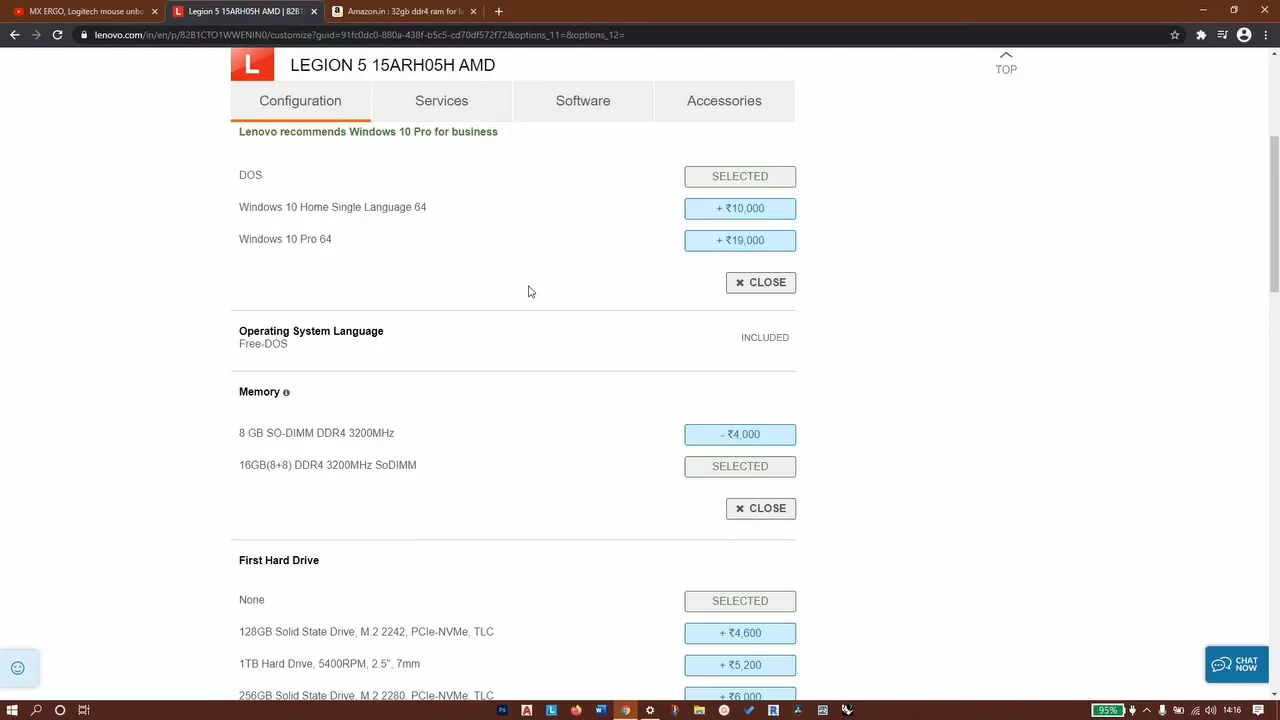 MX ERGO, Logitech mouse unbo
Legion 5 15ARH05H AMD | 82B1
Amazon.in : 32gb ddr4 ram for la
lenovo.com/in/en/p/82B1CTO1WWENIN0/customize?guid=91fc0dc0-880a-438f-b5c5-cd70df572f72&options_11=&options_12=
L LEGION 5 15ARH05H AMD
TOP
Configuration Services Software Accessories
Lenovo recommends Windows 10 Pro for business
DOS SELECTED
Windows 10 Home Single Language 64 + ₹10,000
Windows 10 Pro 64 + ₹19,000
✖ CLOSE
Operating System Language
Free-DOS INCLUDED
Memory
8 GB SO-DIMM DDR4 3200MHz - ₹4,000
16GB(8+8) DDR4 3200MHz SoDIMM SELECTED
✖ CLOSE
First Hard Drive
None SELECTED
128GB Solid State Drive, M.2 2242, PCIe-NVMe, TLC + ₹4,600
1TB Hard Drive, 5400RPM, 2.5", 7mm + ₹5,200
256GB Solid State Drive, M.2 2280, PCIe-NVMe, TLC + ₹6,000
CHAT
NOW
95% 14:16